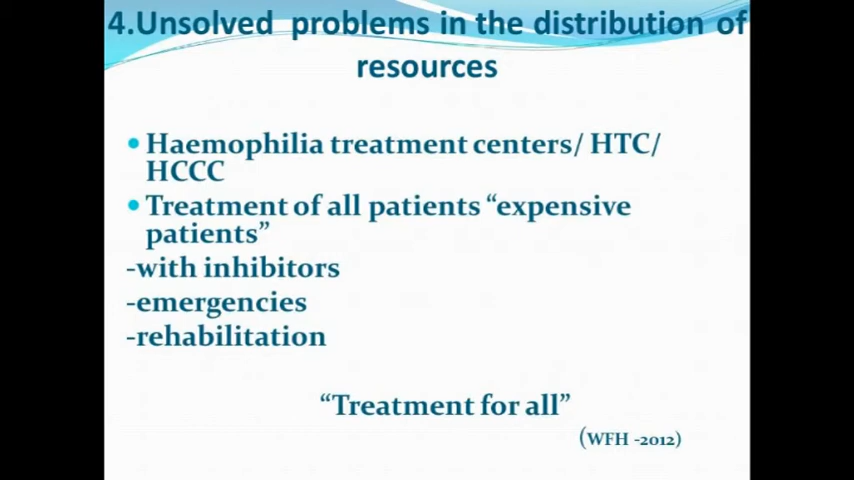 4.Unsolved problems in the distribution of
resources
Haemophilia treatment centers/ HTC/
HCCC
Treatment of all patients “expensive
patients”
-with inhibitors
-emergencies
-rehabilitation
“Treatment for all”
(WFH -2012)